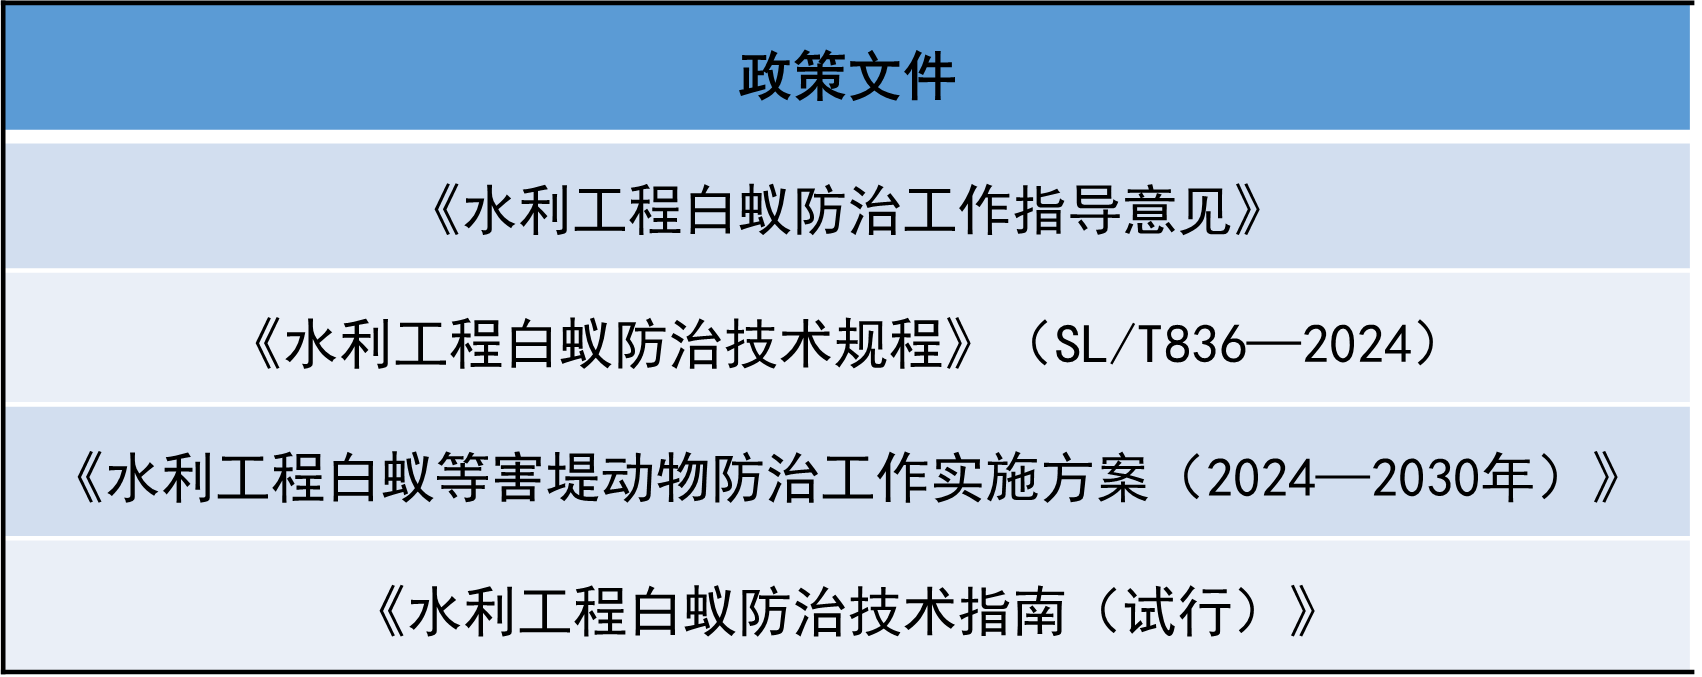 政策文件
《水利工程白蚁防治工作指导意见》
《水利工程白蚁防治技术规程》（SL/T836—2024）
《水利工程白蚁等害堤动物防治工作实施方案（2024—2030年）》
《水利工程白蚁防治技术指南（试行）》